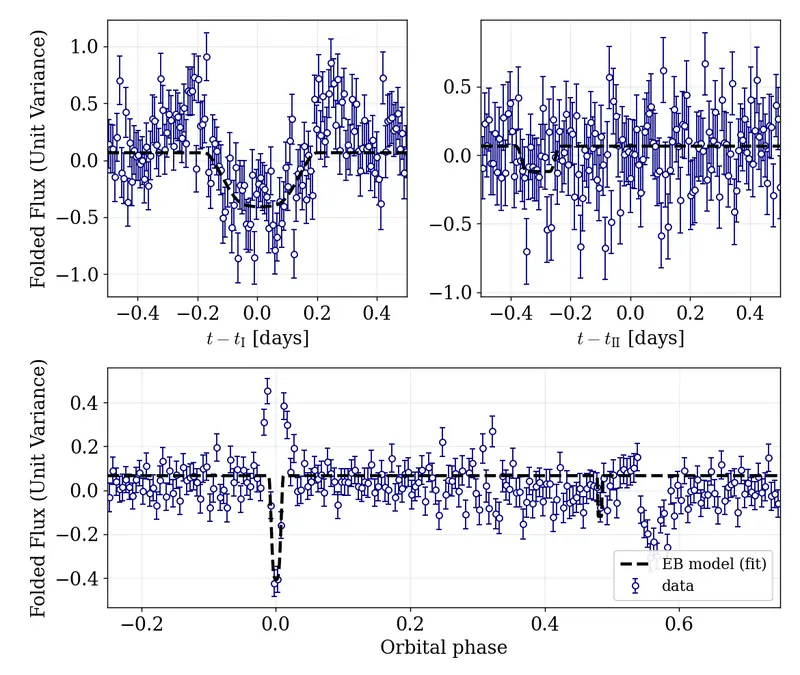 Folded Flux (Unit Variance)
1.0
0.5
0.0
−0.5
−1.0
−0.4 −0.2 0.0 0.2 0.4
t − tI [days]
0.5
0.0
−0.5
−1.0
−0.4 −0.2 0.0 0.2 0.4
t − tII [days]
Folded Flux (Unit Variance)
0.4
0.2
0.0
−0.2
−0.4
−0.2 0.0 0.2 0.4 0.6
Orbital phase
EB model (fit)
data